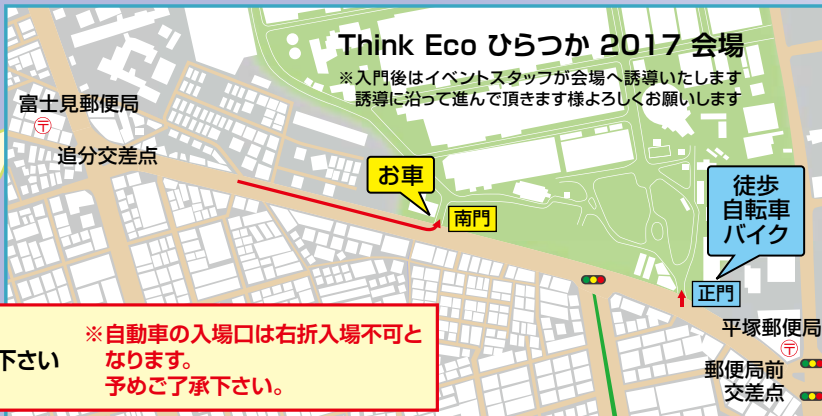 Think Eco ひらつか 2017 会場
※入門後はイベントスタッフが会場へ誘導いたします
誘導に沿って進んで頂きます様よろしくお願いします
富士見郵便局
〒
追分交差点
お車
南門
徒歩
自転車
バイク
正門
平塚郵便局
〒
郵便局前
交差点
下さい
※自動車の入場口は右折入場不可と
なります。
予めご了承下さい。